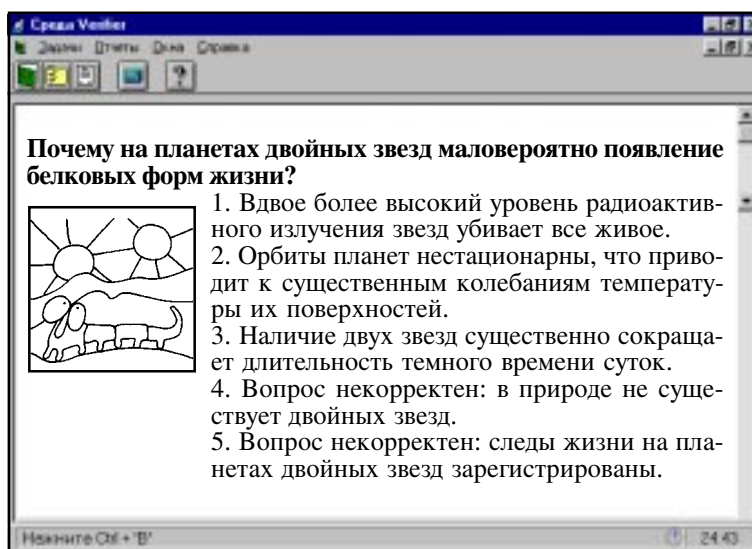 Среда Verifier
Задачи Отчеты Окна Справка
Почему на планетах двойных звезд маловероятно появление
белковых форм жизни?
1. Вдвое более высокий уровень радиоактив-
ного излучения звезд убивает все живое.
2. Орбиты планет нестационарны, что приво-
дит к существенным колебаниям температу-
ры их поверхностей.
3. Наличие двух звезд существенно сокраща-
ет длительность темного времени суток.
4. Вопрос некорректен: в природе не суще-
ствует двойных звезд.
5. Вопрос некорректен: следы жизни на пла-
нетах двойных звезд зарегистрированы.
Нажмите Ctrl + "B"
24:43